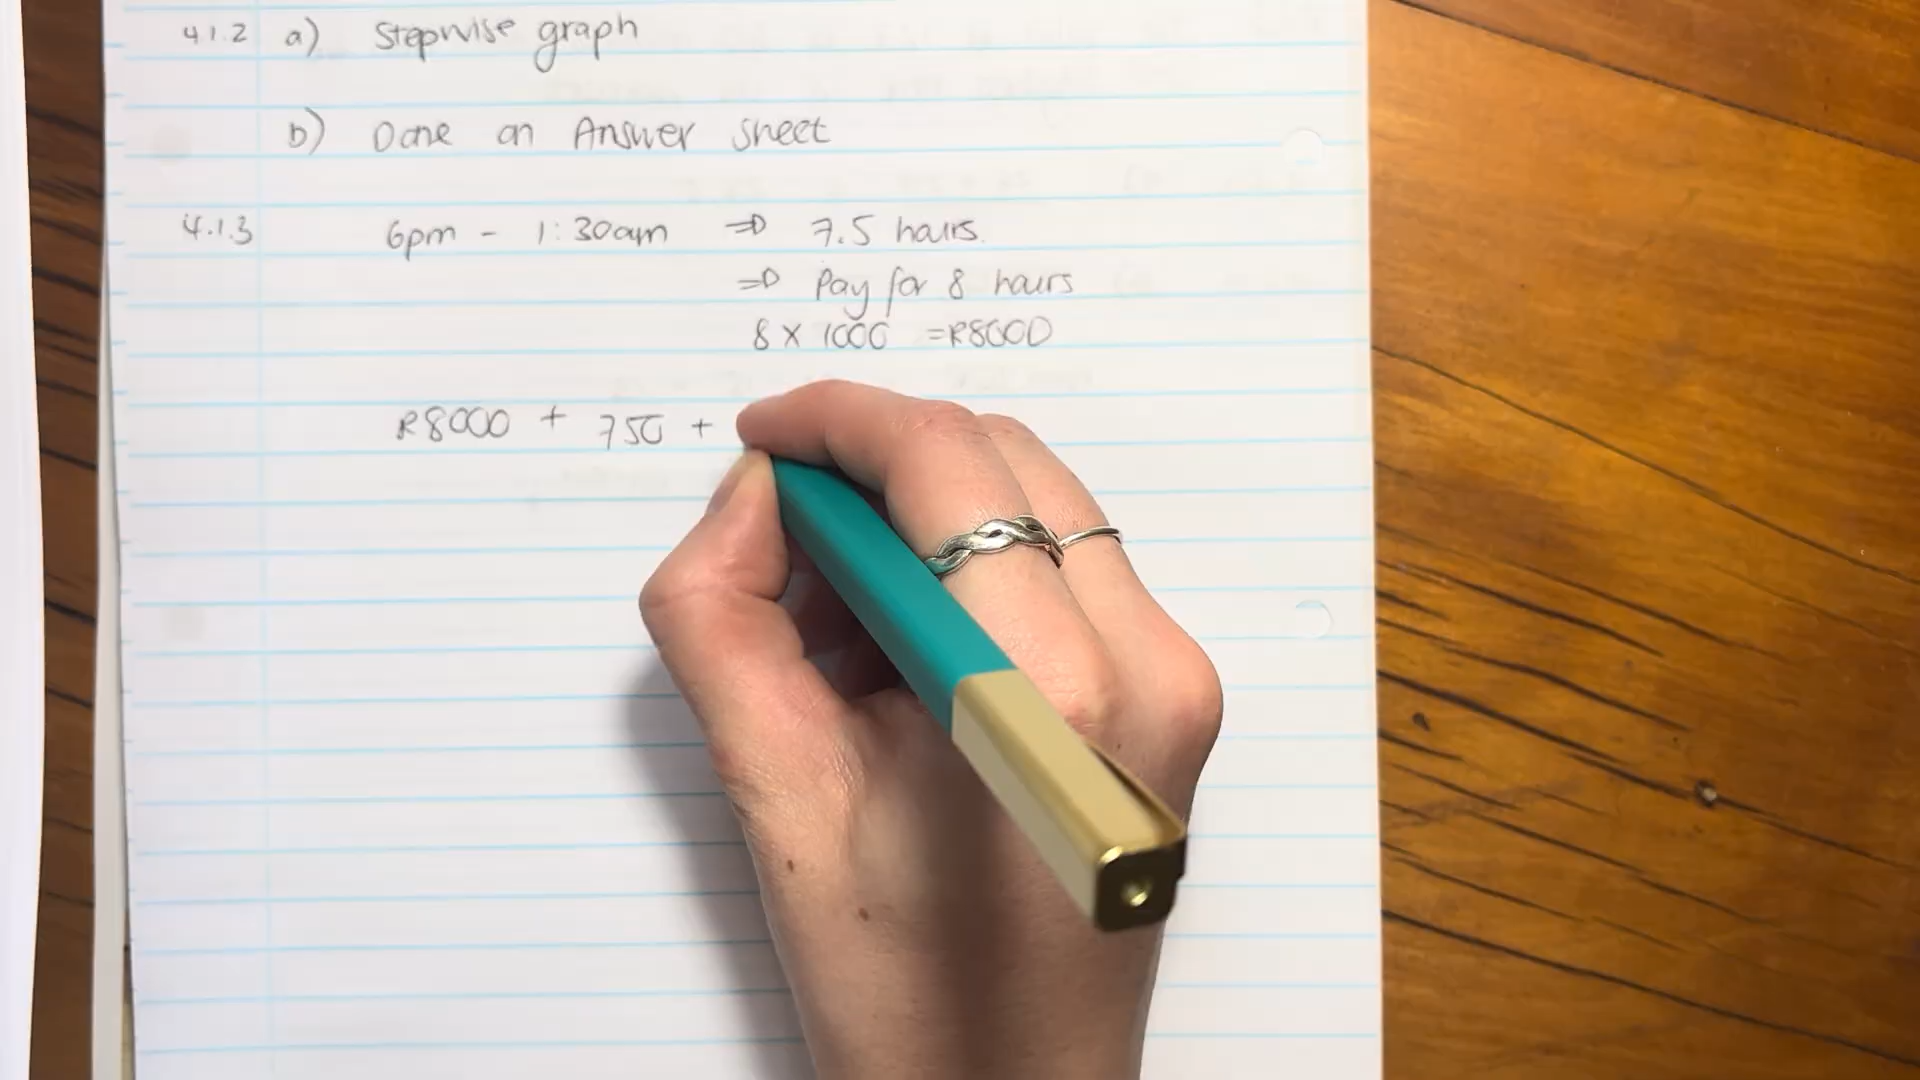 4.1.2 a) Stepwise graph
b) Done on Answer sheet
4.1.3 6pm - 1:30am => 7.5 hours.
=> Pay for 8 hours
8 x 1000 = R8000
R8000 + 750 +